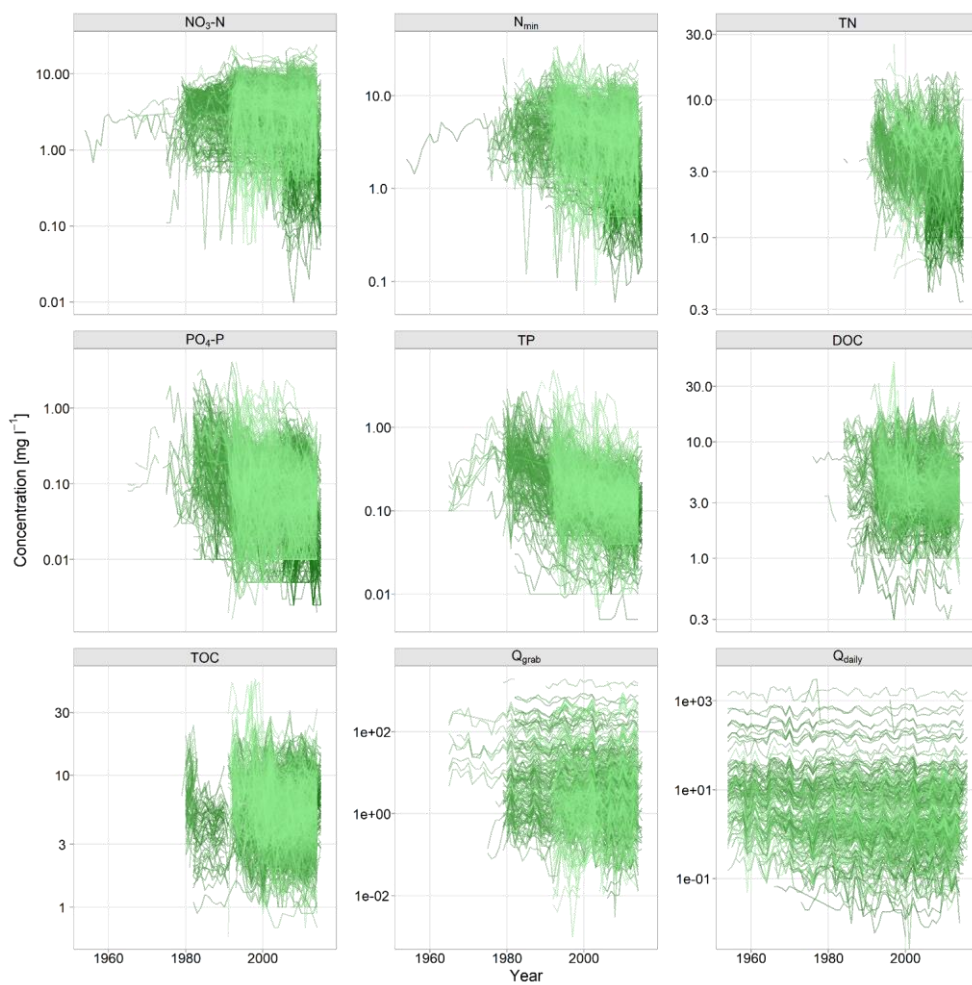 NO₃-N
N_min
TN
10.00
1.00
0.10
0.01
10.0
1.0
0.1
30.0
10.0
3.0
1.0
0.3
PO₄-P
TP
DOC
Concentration [mg l⁻¹]
1.00
0.10
0.01
1.00
0.10
0.01
30.0
10.0
3.0
1.0
0.3
TOC
Q_grab
Q_daily
30
10
3
1
1e+02
1e+00
1e-02
1e+03
1e+01
1e-01
1960 1980 2000
1960 1980 2000
1960 1980 2000
Year